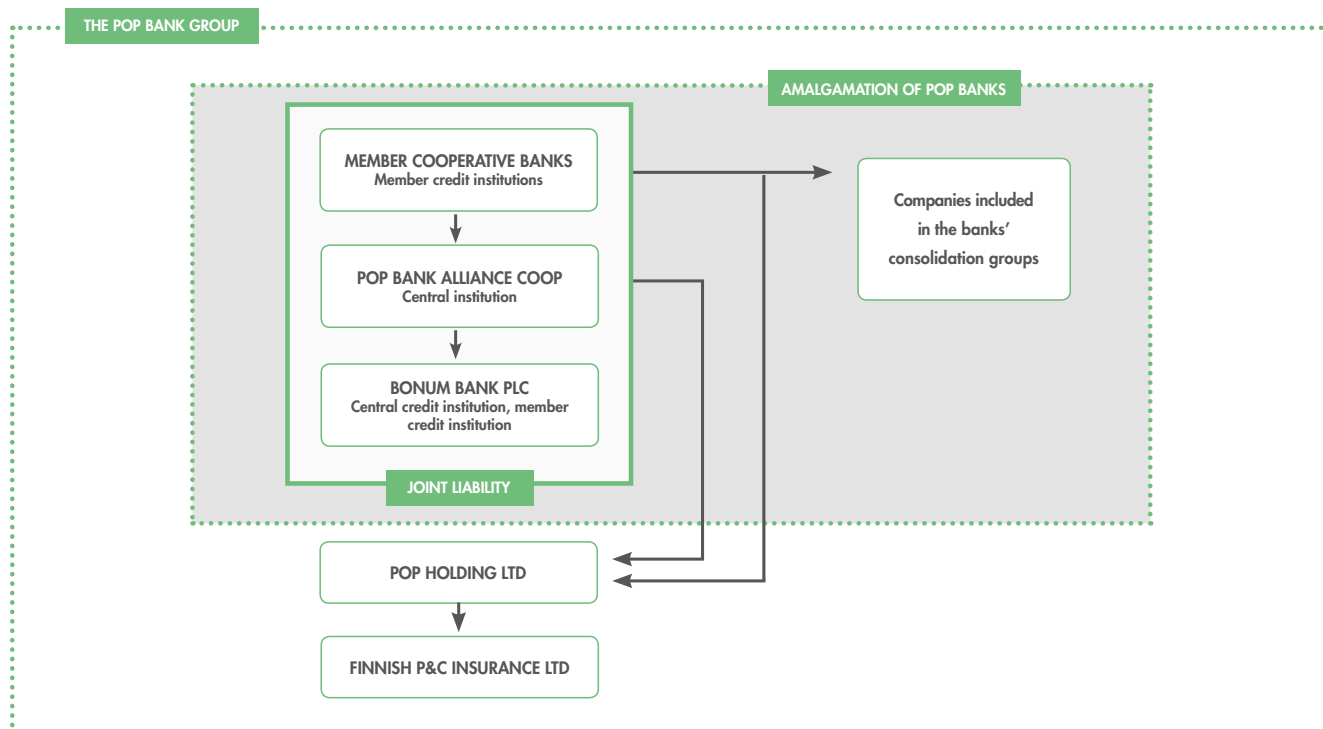 THE POP BANK GROUP
AMALGAMATION OF POP BANKS
MEMBER COOPERATIVE BANKS
Member credit institutions
POP BANK ALLIANCE COOP
Central institution
BONUM BANK PLC
Central credit institution, member
credit institution
JOINT LIABILITY
Companies included
in the banks’
consolidation groups
POP HOLDING LTD
FINNISH P&C INSURANCE LTD